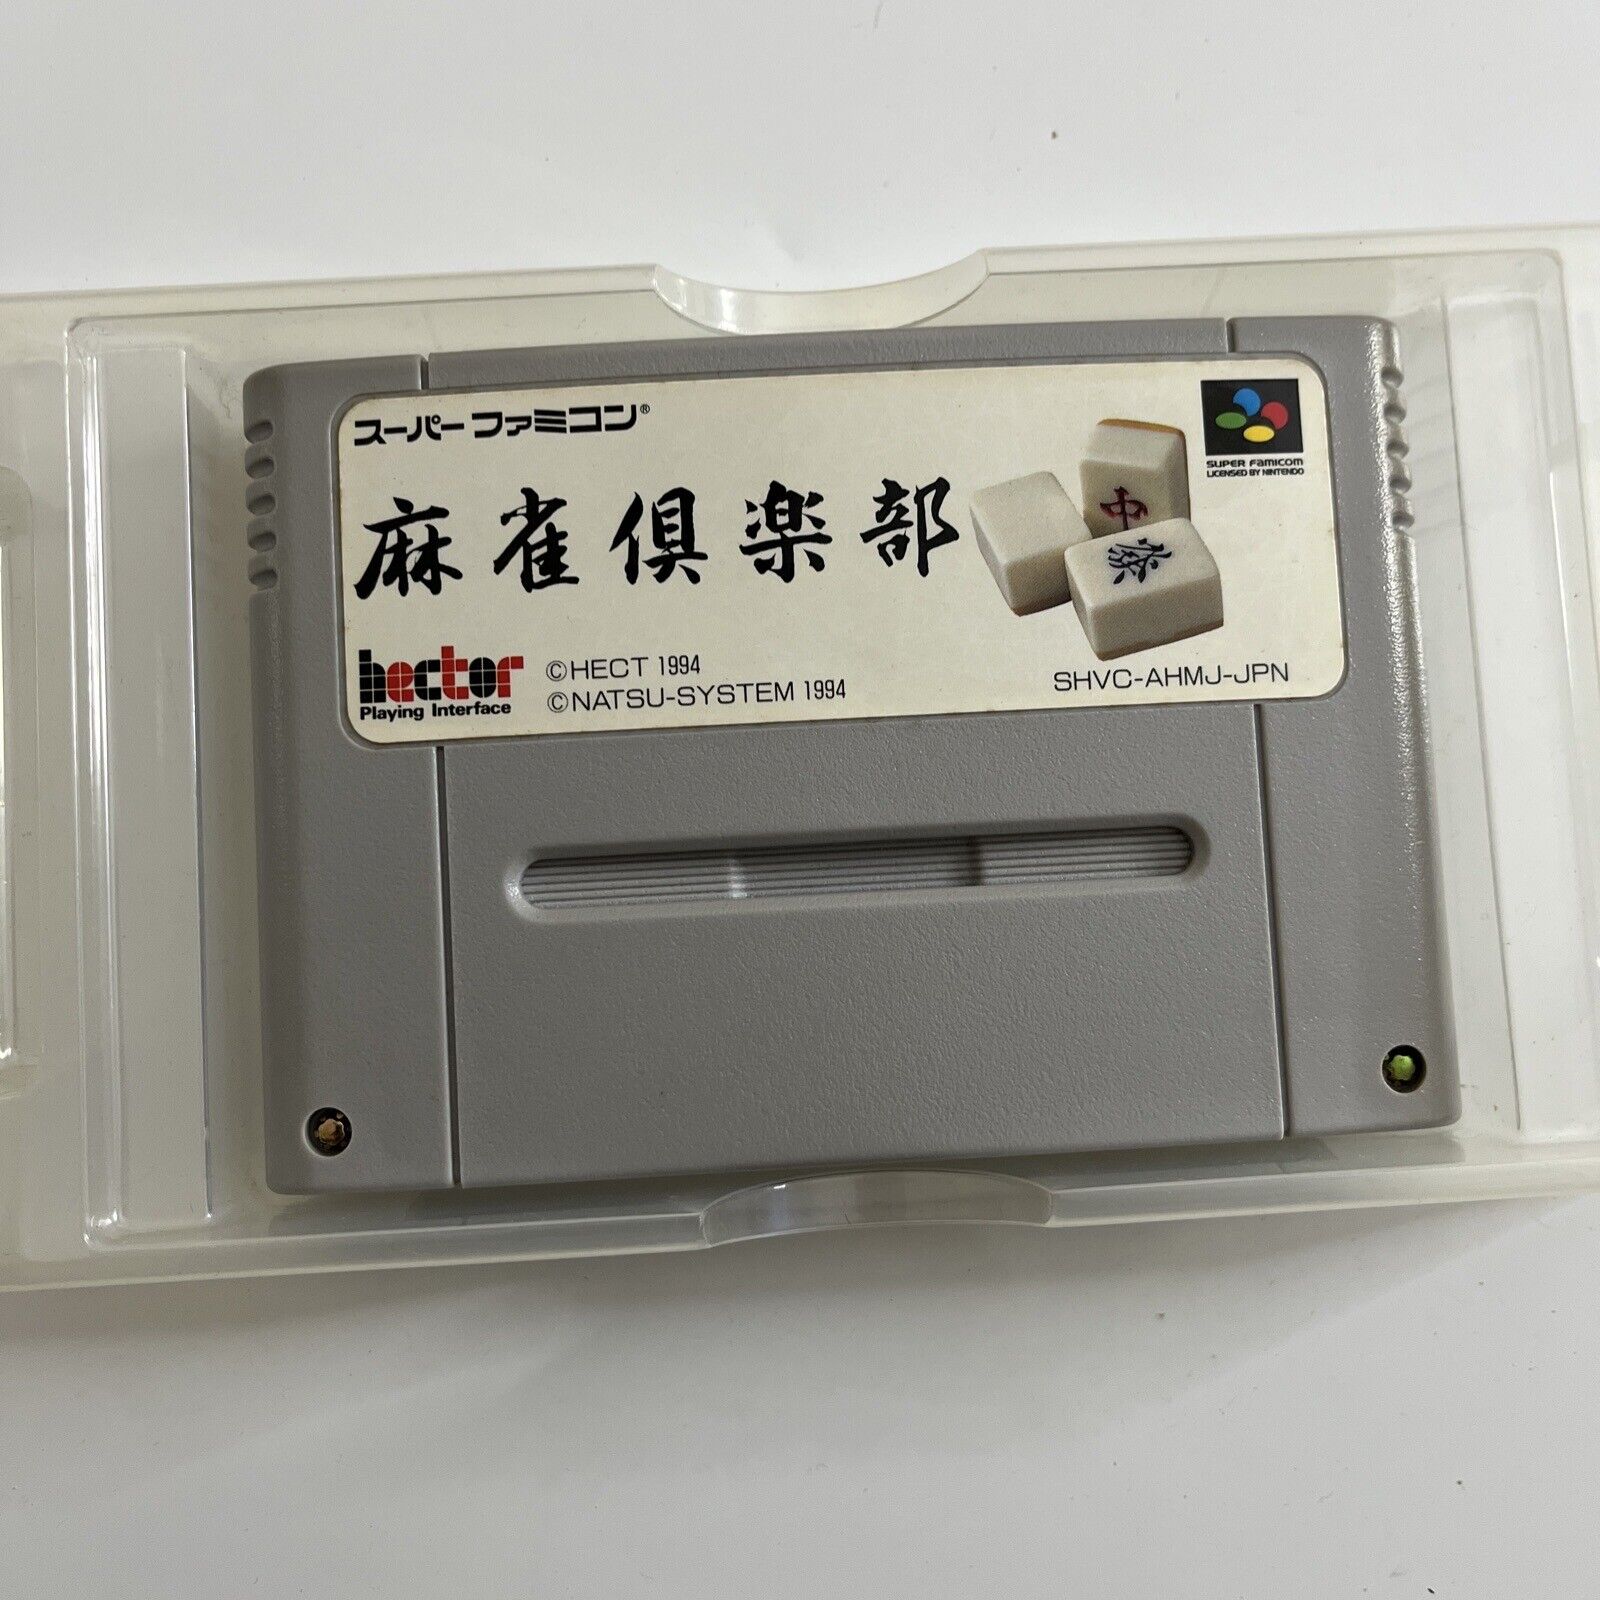 スーパーファミコン®
麻雀倶楽部
中
發
SUPER FAMICOM
LICENSED BY NINTENDO
hector
Playing Interface
©HECT 1994
©NATSU-SYSTEM 1994
SHVC-AHMJ-JPN